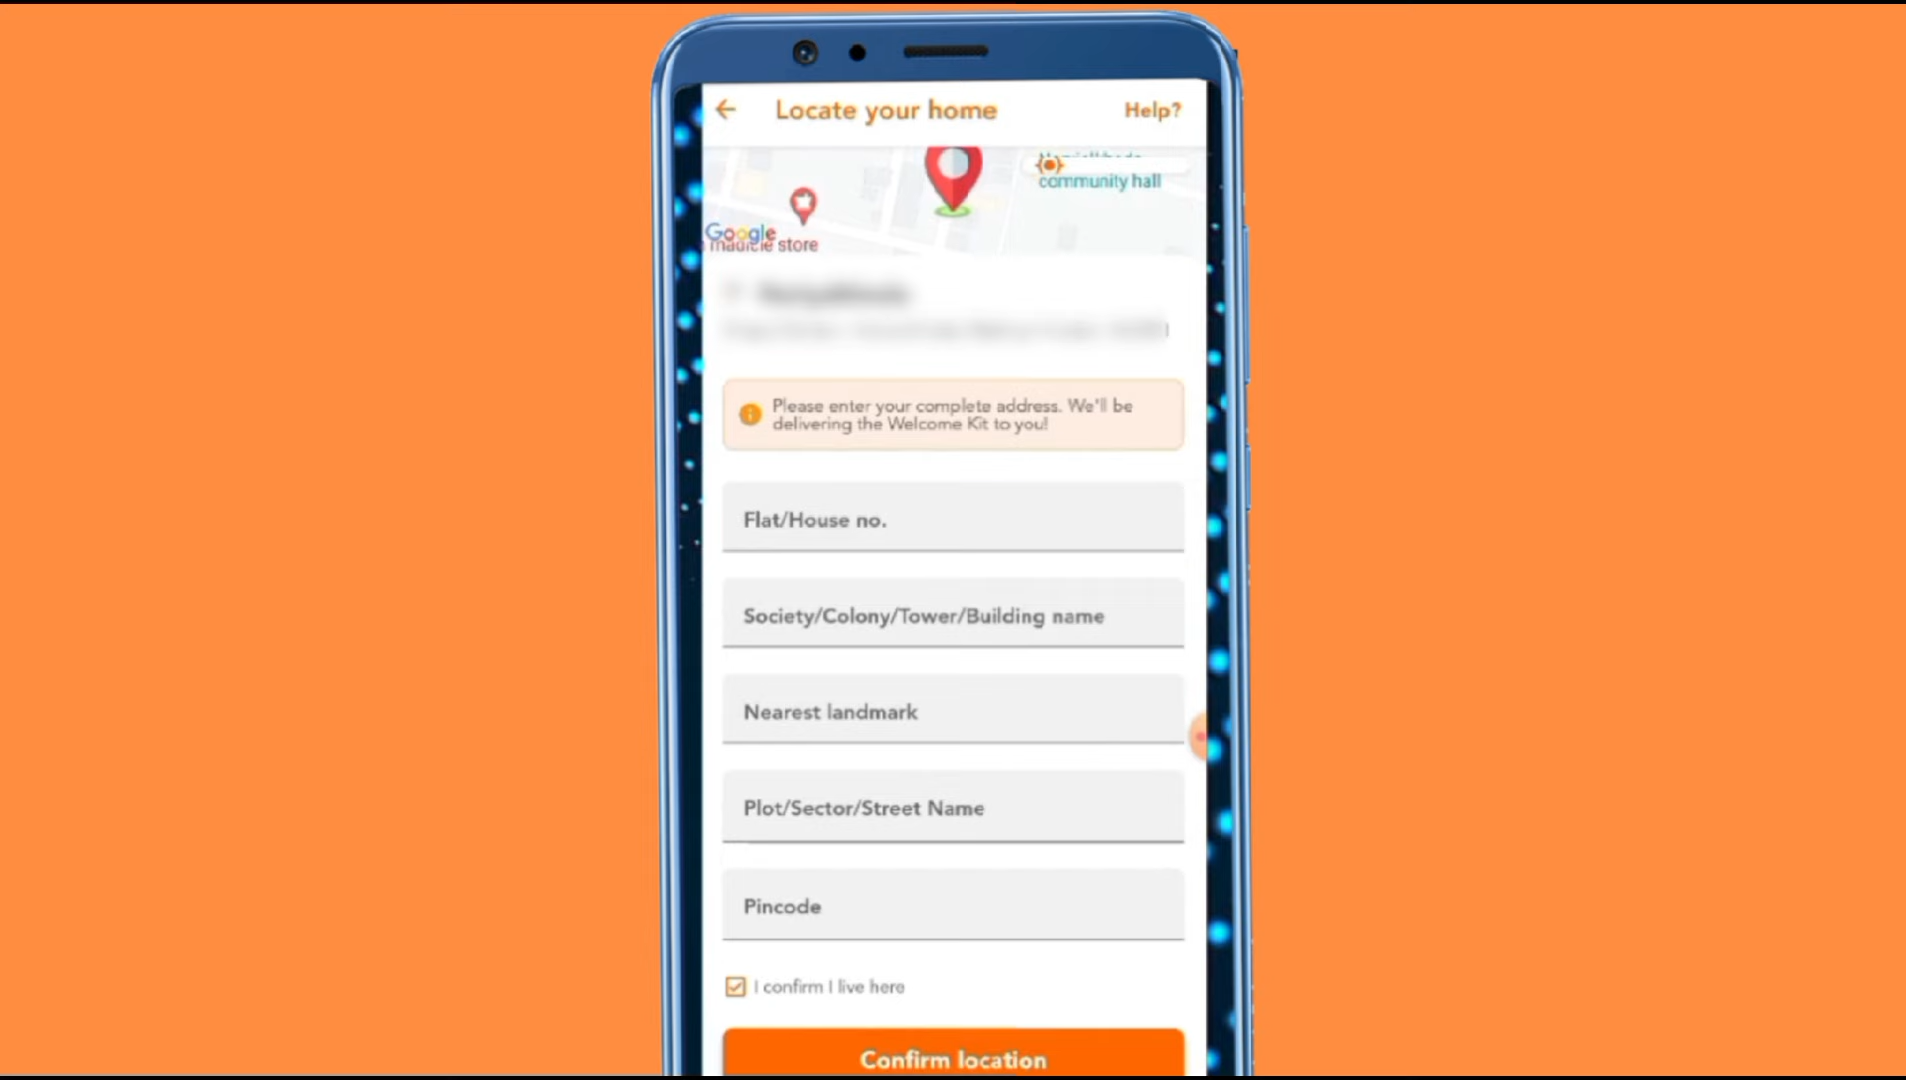 Locate your home
Help?
community hall
Google
store
Please enter your complete address. We'll be
delivering the Welcome Kit to you!
Flat/House no.
Society/Colony/Tower/Building name
Nearest landmark
Plot/Sector/Street Name
Pincode
I confirm I live here
Confirm location